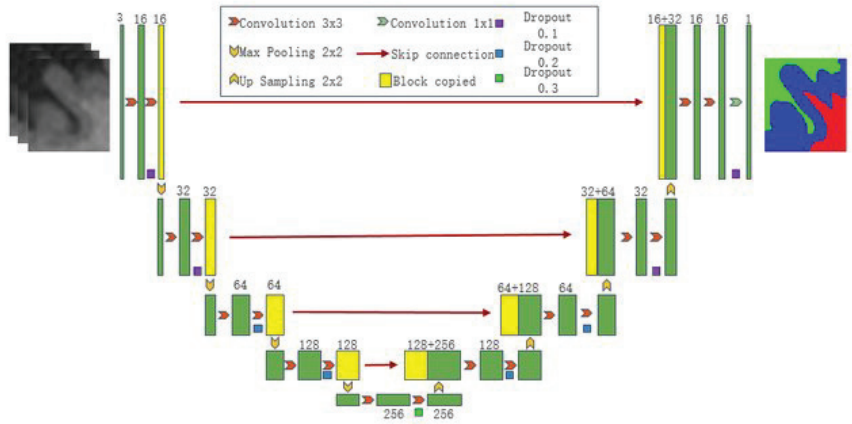 3 16 16
Convolution 3x3
Convolution 1x1
Dropout
0.1
Max Pooling 2x2
Skip connection
Dropout
0.2
Up Sampling 2x2
Block copied
Dropout
0.3
16+32 16 16 1
32 32
32+64 32
64 64
64+128 64
128 128
128+256 128
256 256